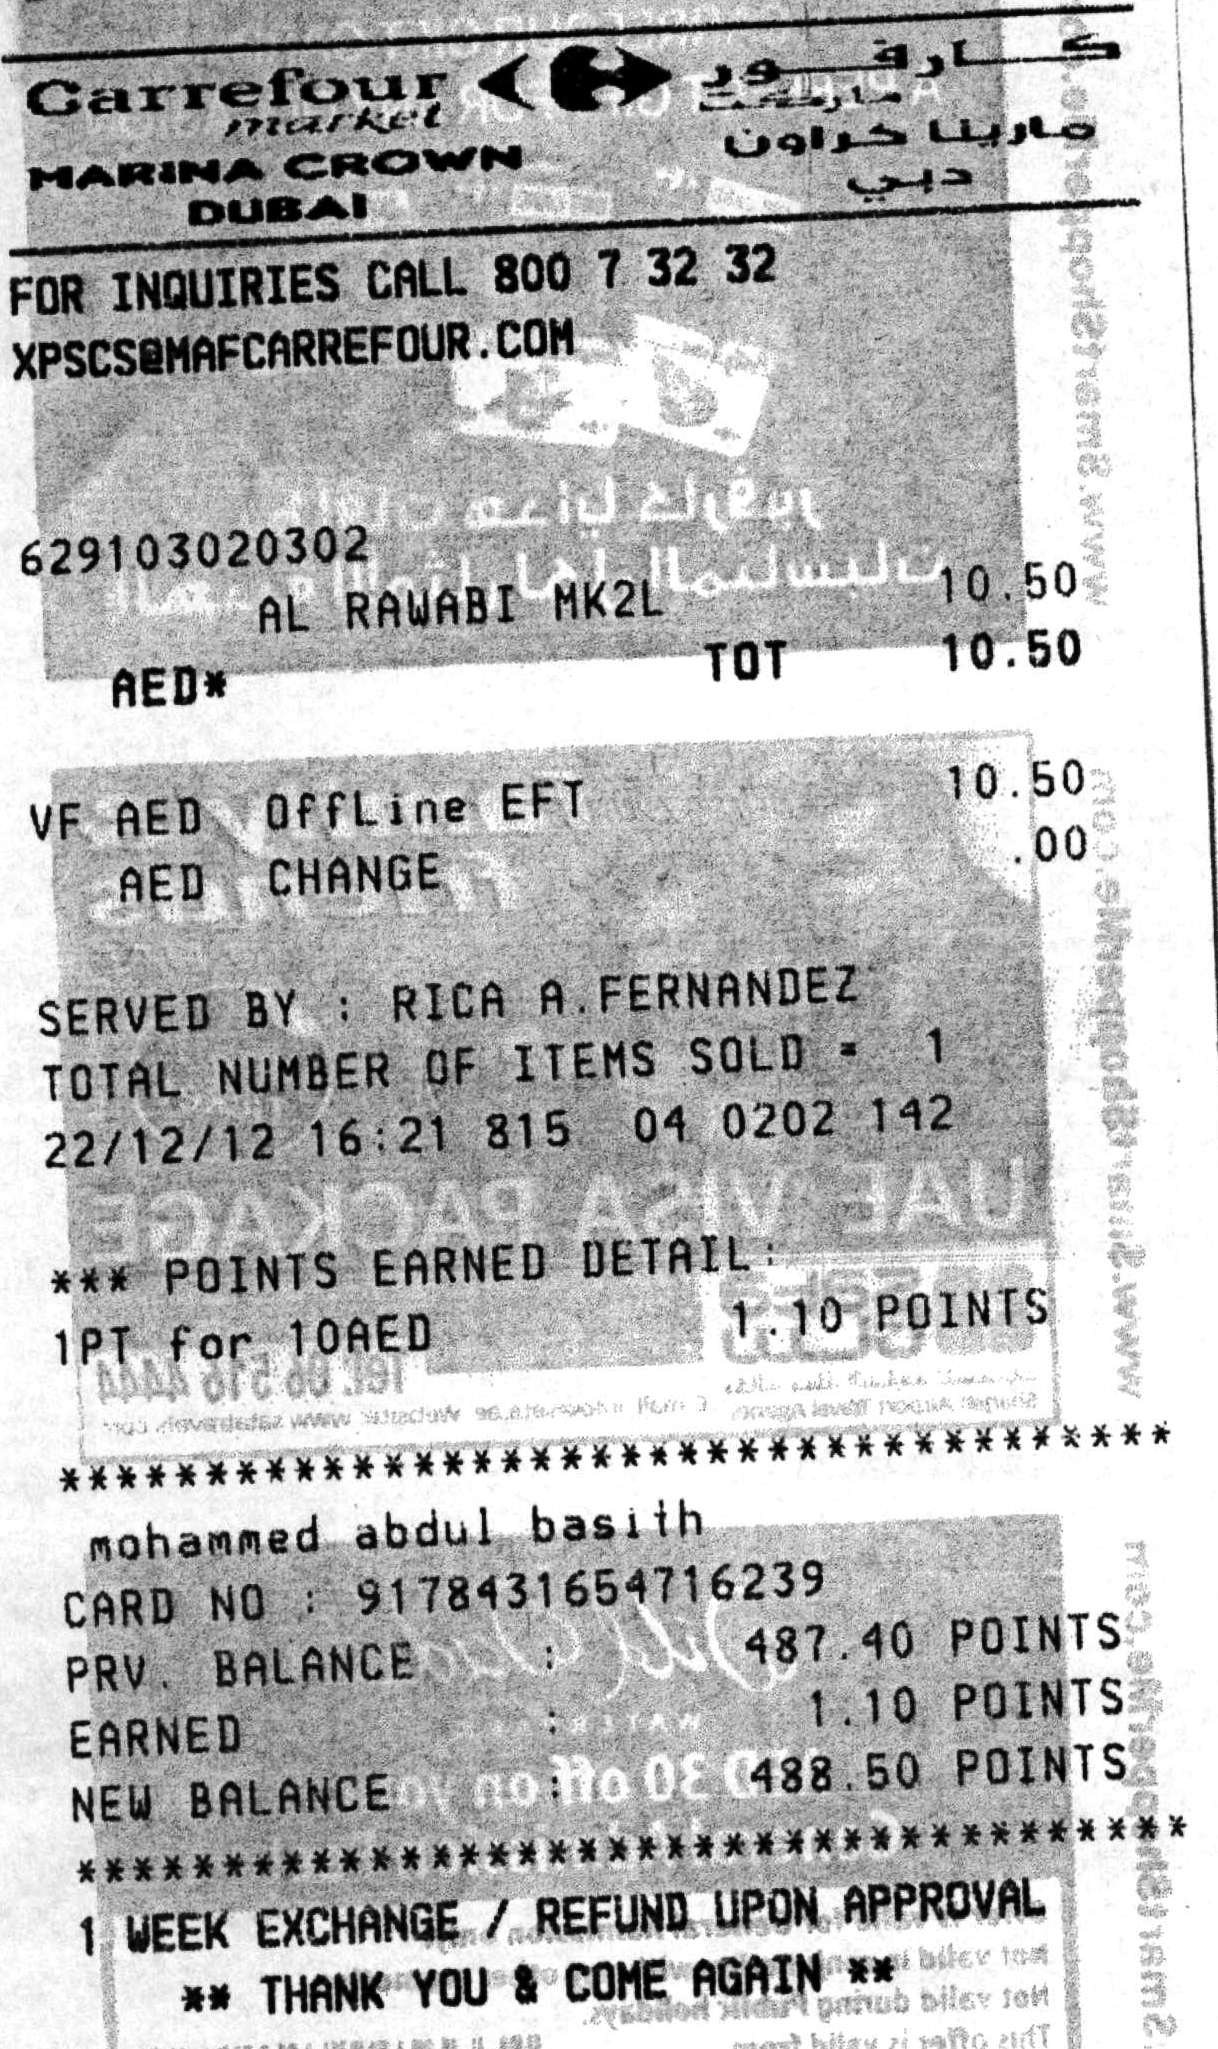 Carrefour كارفور
market ماركت
MARINA CROWN مارينا كراون
DUBAI دبي
FOR INQUIRIES CALL 800 7 32 32
XPSCS@MAFCARREFOUR.COM
629103020302
AL RAWABI MK2L 10.50
AED* TOT 10.50
VF AED OffLine EFT 10.50
AED CHANGE .00
SERVED BY : RICA A.FERNANDEZ
TOTAL NUMBER OF ITEMS SOLD = 1
22/12/12 16:21 815 04 0202 142
*** POINTS EARNED DETAIL:
1PT for 10AED 1.10 POINTS
**************************************
mohammed abdul basith
CARD NO : 9178431654716239
PRV. BALANCE : 487.40 POINTS
EARNED : 1.10 POINTS
NEW BALANCE : 488.50 POINTS
**************************************
1 WEEK EXCHANGE / REFUND UPON APPROVAL
** THANK YOU & COME AGAIN **